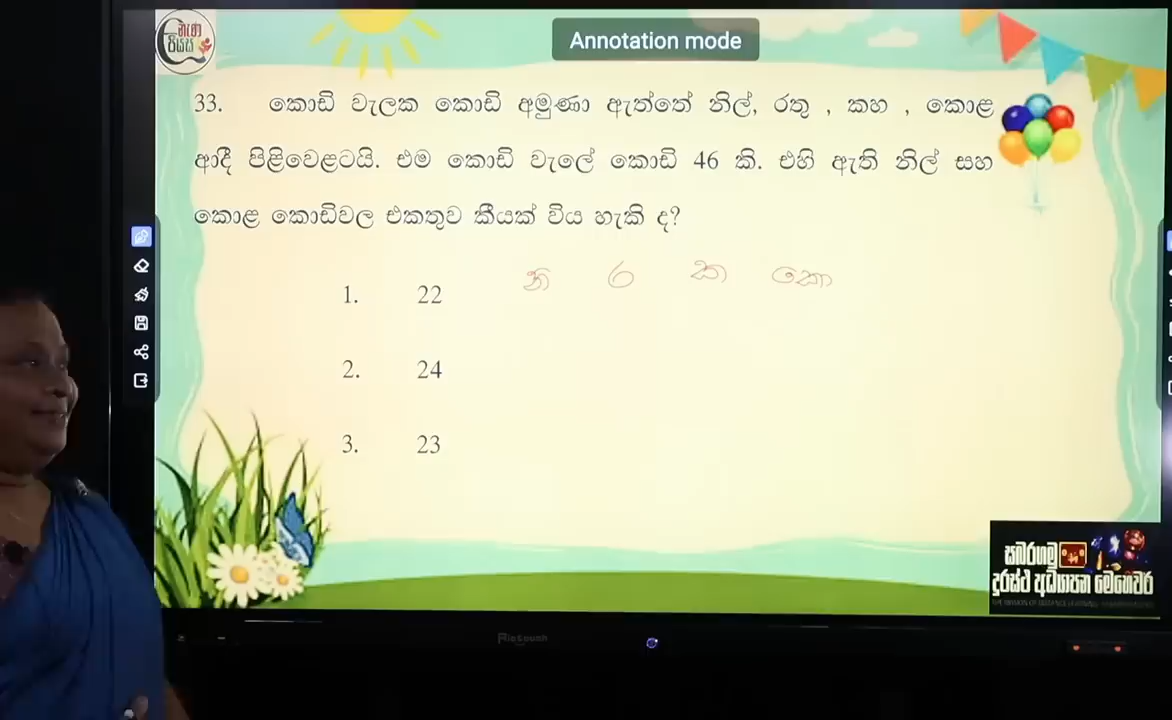 නැණ
පියස
Annotation mode
33. කොඩි වැලක කොඩි අමුණා ඇත්තේ නිල්, රතු , කහ , කොළ
ආදී පිළිවෙළටයි. එම කොඩි වැලේ කොඩි 46 කි. එහි ඇති නිල් සහ
කොළ කොඩිවල එකතුව කීයක් විය හැකි ද?
නි ර ක කො
1. 22
2. 24
3. 23
සබරගමු
දුරස්ථ අධ්‍යාපන මෙහෙවර